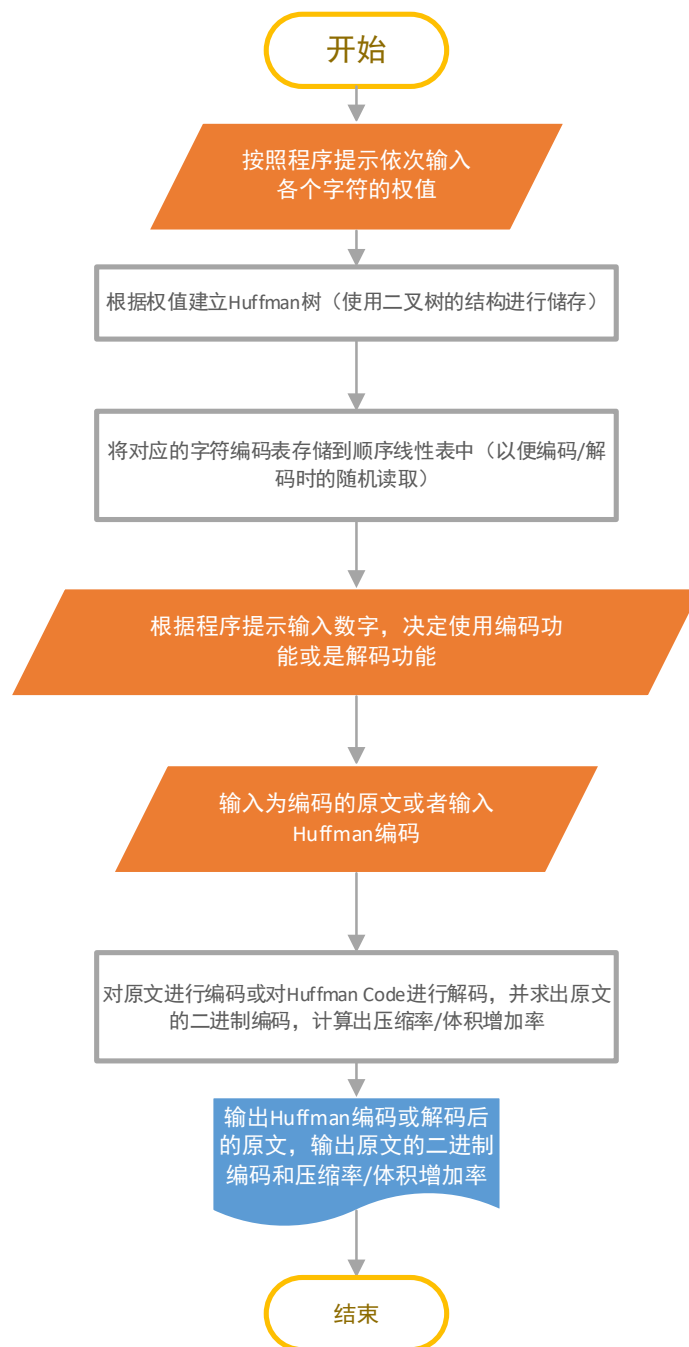 开始
按照程序提示依次输入
各个字符的权值
根据权值建立Huffman树（使用二叉树的结构进行储存）
将对应的字符编码表存储到顺序线性表中（以便编码/解
码时的随机读取）
根据程序提示输入数字，决定使用编码功
能或是解码功能
输入为编码的原文或者输入
Huffman编码
对原文进行编码或对Huffman Code进行解码，并求出原文
的二进制编码，计算出压缩率/体积增加率
输出Huffman编码或解码后
的原文，输出原文的二进制
编码和压缩率/体积增加率
结束